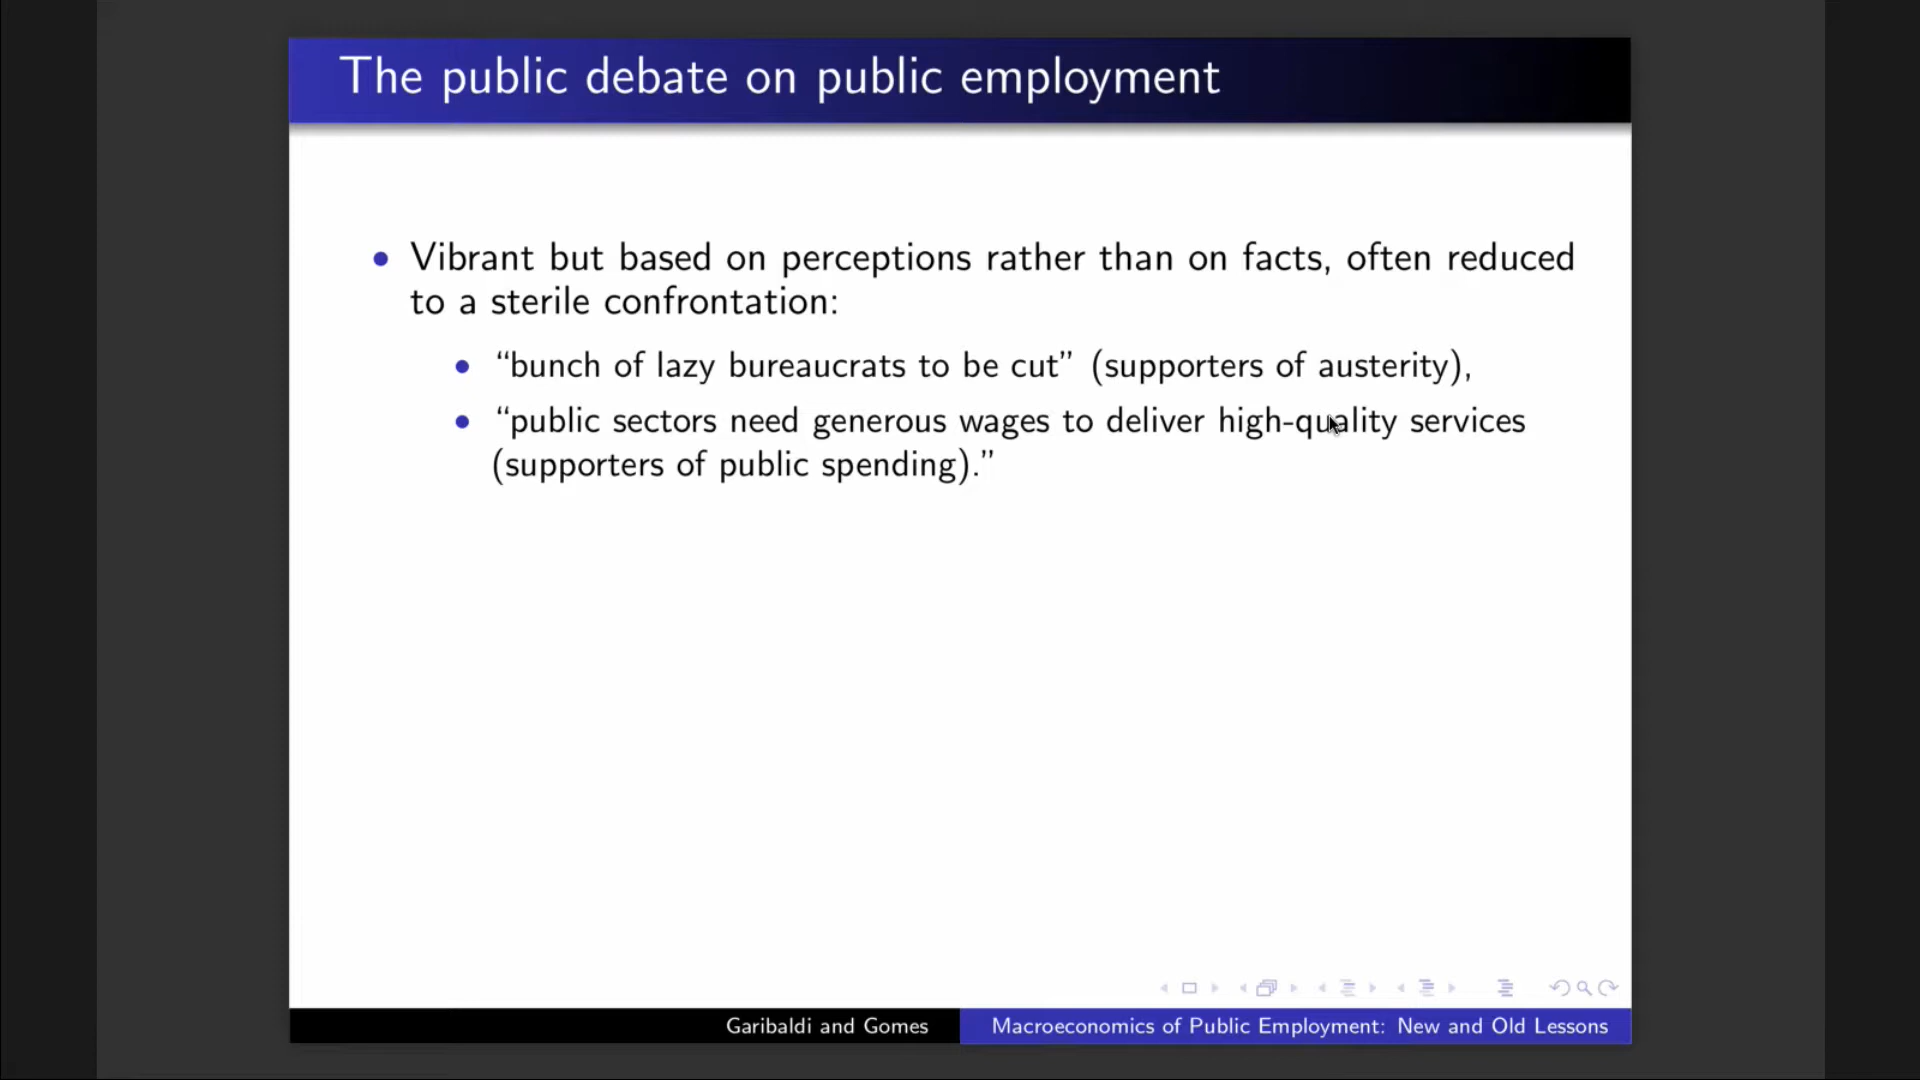 The public debate on public employment
• Vibrant but based on perceptions rather than on facts, often reduced
to a sterile confrontation:
• “bunch of lazy bureaucrats to be cut” (supporters of austerity),
• “public sectors need generous wages to deliver high-quality services
(supporters of public spending).”
Garibaldi and Gomes
Macroeconomics of Public Employment: New and Old Lessons